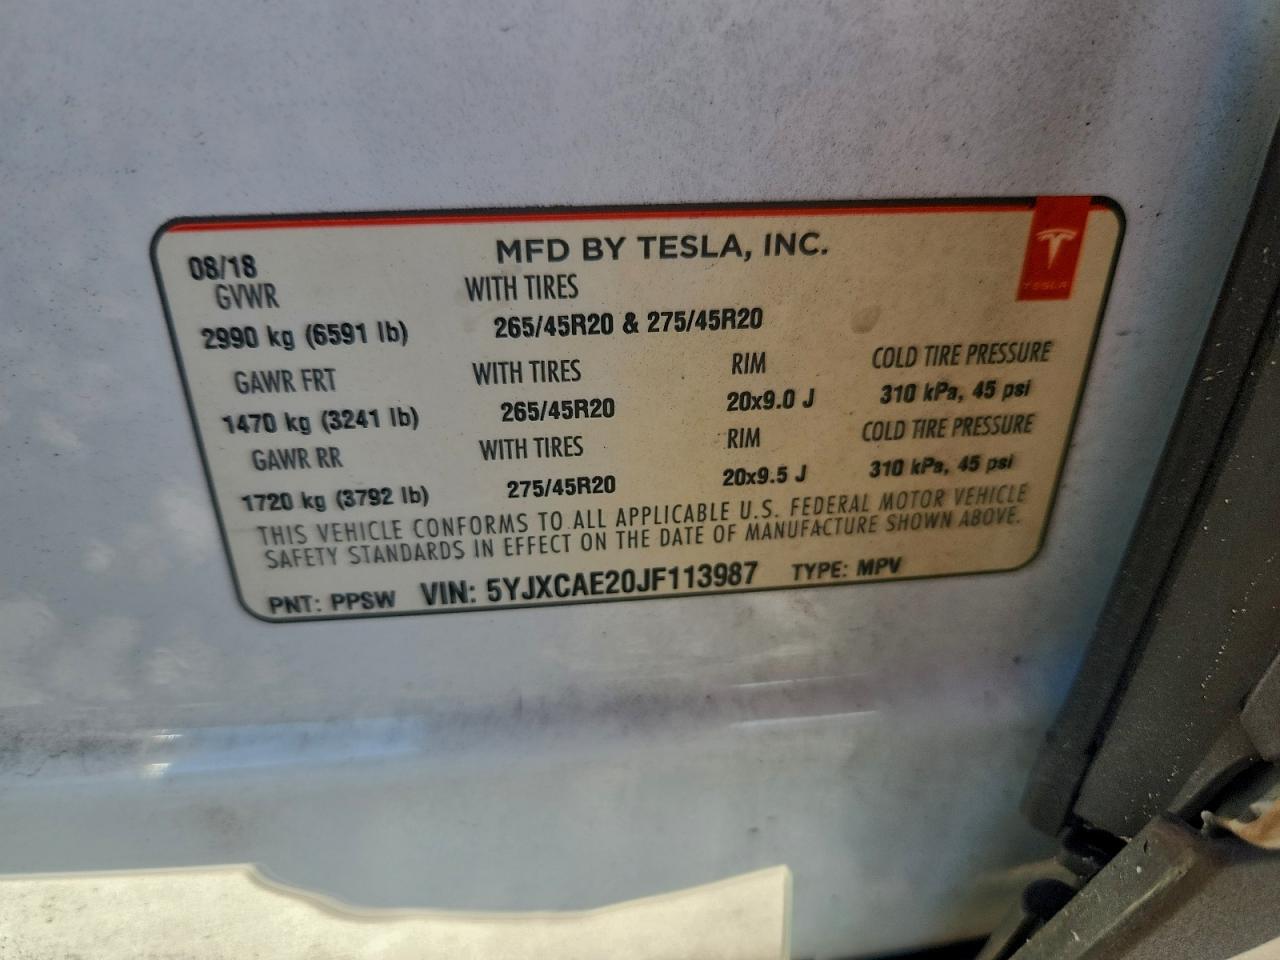 08/18 MFD BY TESLA, INC.
GVWR WITH TIRES
2990 kg (6591 lb) 265/45R20 & 275/45R20
GAWR FRT WITH TIRES RIM COLD TIRE PRESSURE
1470 kg (3241 lb) 265/45R20 20x9.0 J 310 kPa, 45 psi
GAWR RR WITH TIRES RIM COLD TIRE PRESSURE
1720 kg (3792 lb) 275/45R20 20x9.5 J 310 kPa, 45 psi
THIS VEHICLE CONFORMS TO ALL APPLICABLE U.S. FEDERAL MOTOR VEHICLE
SAFETY STANDARDS IN EFFECT ON THE DATE OF MANUFACTURE SHOWN ABOVE.
PNT: PPSW VIN: 5YJXCAE20JF113987 TYPE: MPV
TESLA